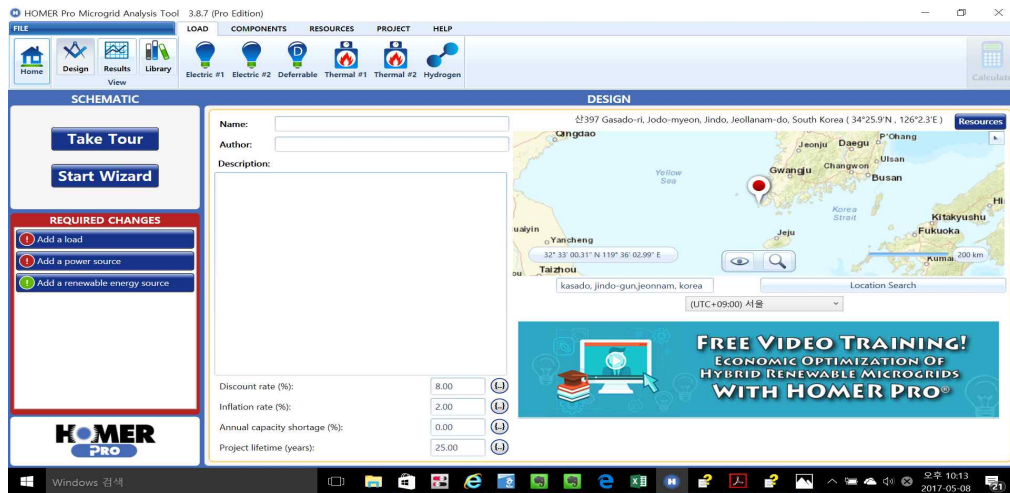 HOMER Pro Microgrid Analysis Tool 3.8.7 (Pro Edition)
FILE
LOAD COMPONENTS RESOURCES PROJECT HELP
Home Design Results Library
View
Electric #1 Electric #2 Deferrable Thermal #1 Thermal #2 Hydrogen
Calculate
SCHEMATIC
Take Tour
Start Wizard
REQUIRED CHANGES
Add a load
Add a power source
Add a renewable energy source
HOMER
PRO
DESIGN
Name:
Author:
Description:
Discount rate (%): 8.00
Inflation rate (%): 2.00
Annual capacity shortage (%): 0.00
Project lifetime (years): 25.00
산397 Gasado-ri, Jodo-myeon, Jindo, Jeollanam-do, South Korea ( 34°25.9'N , 126°2.3'E )
Resources
Qingdao
Jeonju Daegu P'Ohang
Gwangju Changwon Ulsan
Busan
Yellow
Sea
Korea
Strait
Hi
Kitakyushu
Jeju
Fukuoka
uaiyin
Yancheng
Kumar
32° 33' 00.31" N 119° 36' 02.99" E
200 km
ou
Taizhou
kasado, jindo-gun,jeonnam, korea
Location Search
(UTC+09:00) 서울
FREE VIDEO TRAINING!
ECONOMIC OPTIMIZATION OF
HYBRID RENEWABLE MICROGRIDS
WITH HOMER PRO®
Windows 검색
오후 10:13
2017-05-08
21